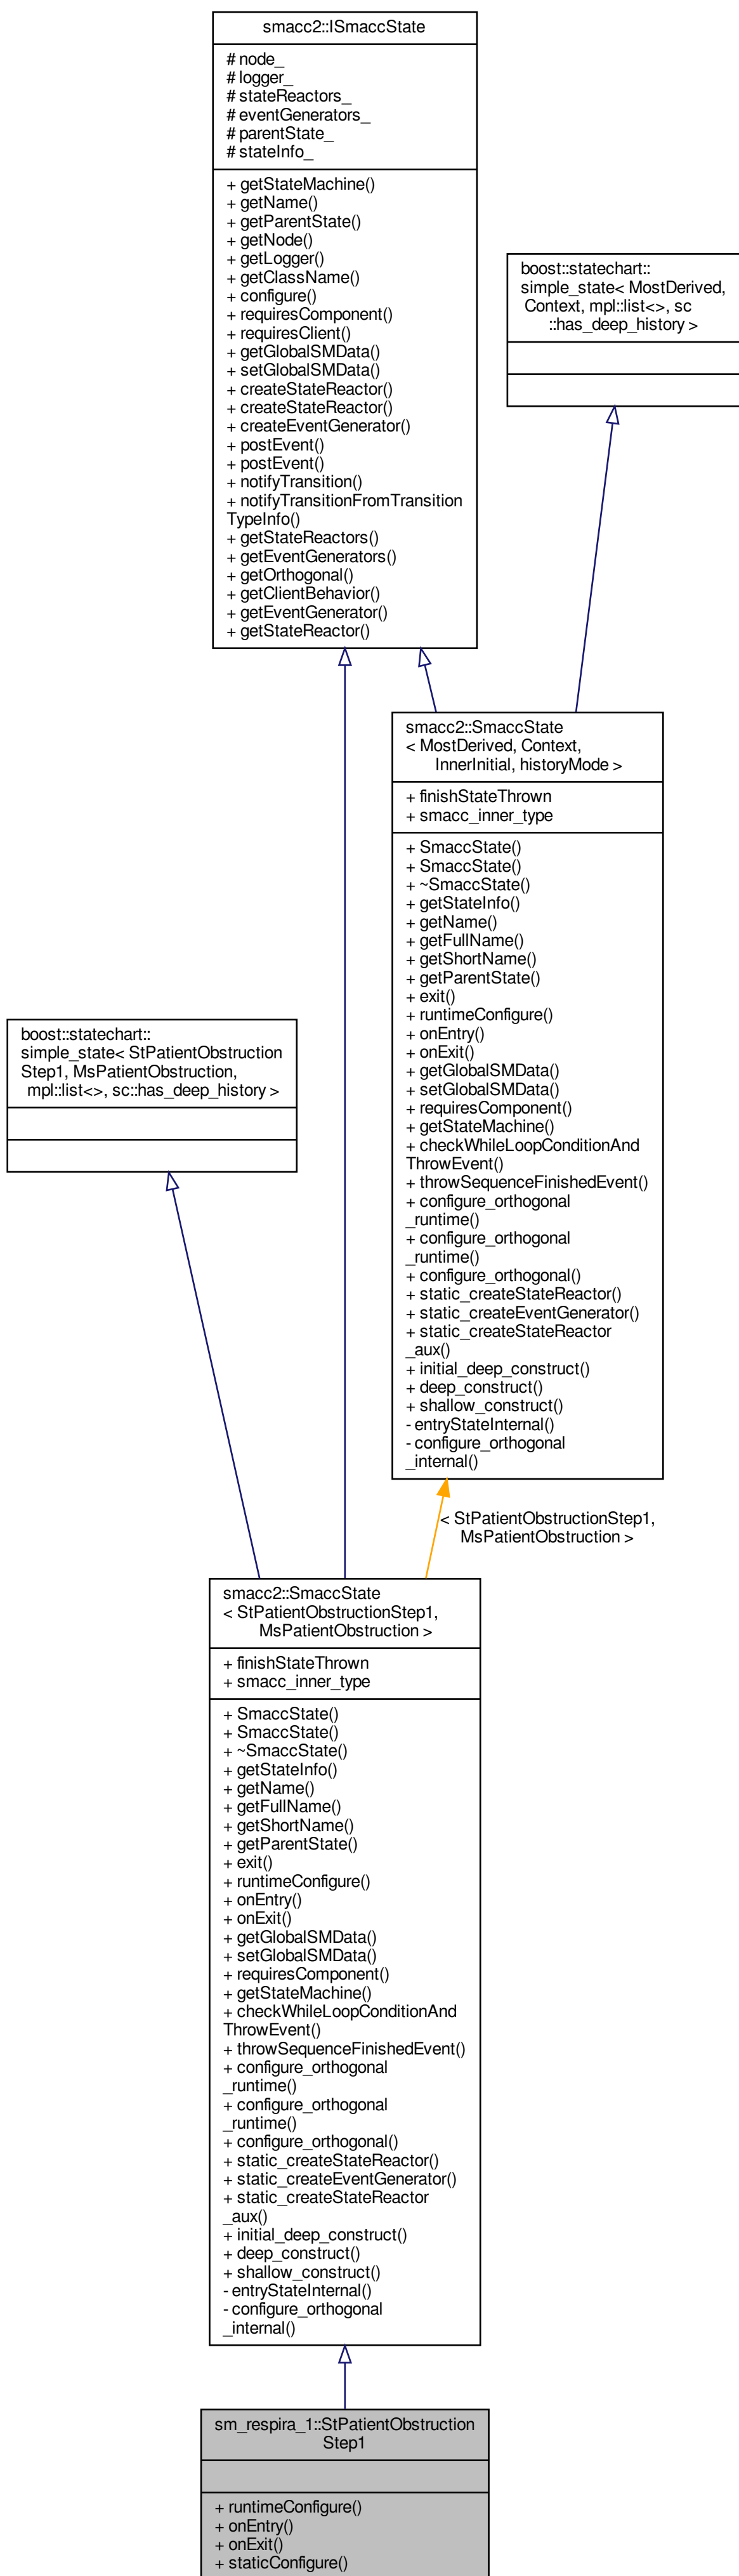 smacc2::ISmaccState
# node_
# logger_
# stateReactors_
# eventGenerators_
# parentState_
# stateInfo_
+ getStateMachine()
+ getName()
+ getParentState()
+ getNode()
+ getLogger()
+ getClassName()
+ configure()
+ requiresComponent()
+ requiresClient()
+ getGlobalSMData()
+ setGlobalSMData()
+ createStateReactor()
+ createStateReactor()
+ createEventGenerator()
+ postEvent()
+ postEvent()
+ notifyTransition()
+ notifyTransitionFromTransition
TypeInfo()
+ getStateReactors()
+ getEventGenerators()
+ getOrthogonal()
+ getClientBehavior()
+ getEventGenerator()
+ getStateReactor()
boost::statechart::
simple_state< MostDerived,
Context, mpl::list<>, sc
::has_deep_history >
smacc2::SmaccState
< MostDerived, Context,
InnerInitial, historyMode >
+ finishStateThrown
+ smacc_inner_type
+ SmaccState()
+ SmaccState()
+ ~SmaccState()
+ getStateInfo()
+ getName()
+ getFullName()
+ getShortName()
+ getParentState()
+ exit()
+ runtimeConfigure()
+ onEntry()
+ onExit()
+ getGlobalSMData()
+ setGlobalSMData()
+ requiresComponent()
+ getStateMachine()
+ checkWhileLoopConditionAnd
ThrowEvent()
+ throwSequenceFinishedEvent()
+ configure_orthogonal
_runtime()
+ configure_orthogonal
_runtime()
+ configure_orthogonal()
+ static_createStateReactor()
+ static_createEventGenerator()
+ static_createStateReactor
_aux()
+ initial_deep_construct()
+ deep_construct()
+ shallow_construct()
- entryStateInternal()
- configure_orthogonal
_internal()
boost::statechart::
simple_state< StPatientObstruction
Step1, MsPatientObstruction,
mpl::list<>, sc::has_deep_history >
< StPatientObstructionStep1,
MsPatientObstruction >
smacc2::SmaccState
< StPatientObstructionStep1,
MsPatientObstruction >
+ finishStateThrown
+ smacc_inner_type
+ SmaccState()
+ SmaccState()
+ ~SmaccState()
+ getStateInfo()
+ getName()
+ getFullName()
+ getShortName()
+ getParentState()
+ exit()
+ runtimeConfigure()
+ onEntry()
+ onExit()
+ getGlobalSMData()
+ setGlobalSMData()
+ requiresComponent()
+ getStateMachine()
+ checkWhileLoopConditionAnd
ThrowEvent()
+ throwSequenceFinishedEvent()
+ configure_orthogonal
_runtime()
+ configure_orthogonal
_runtime()
+ configure_orthogonal()
+ static_createStateReactor()
+ static_createEventGenerator()
+ static_createStateReactor
_aux()
+ initial_deep_construct()
+ deep_construct()
+ shallow_construct()
- entryStateInternal()
- configure_orthogonal
_internal()
sm_respira_1::StPatientObstruction
Step1
+ runtimeConfigure()
+ onEntry()
+ onExit()
+ staticConfigure()